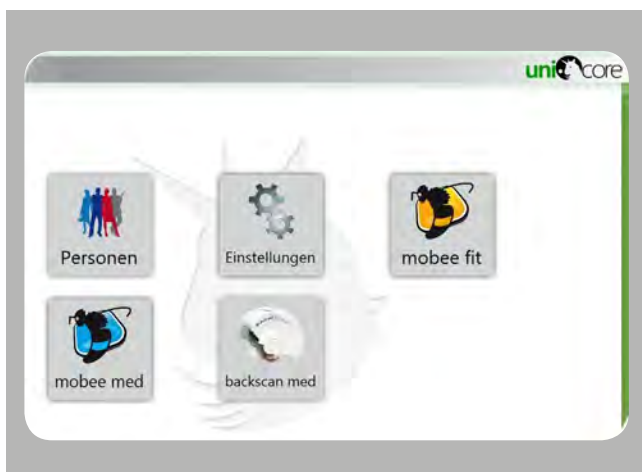 unicore
Personen
Einstellungen
mobee fit
mobee med
backscan med